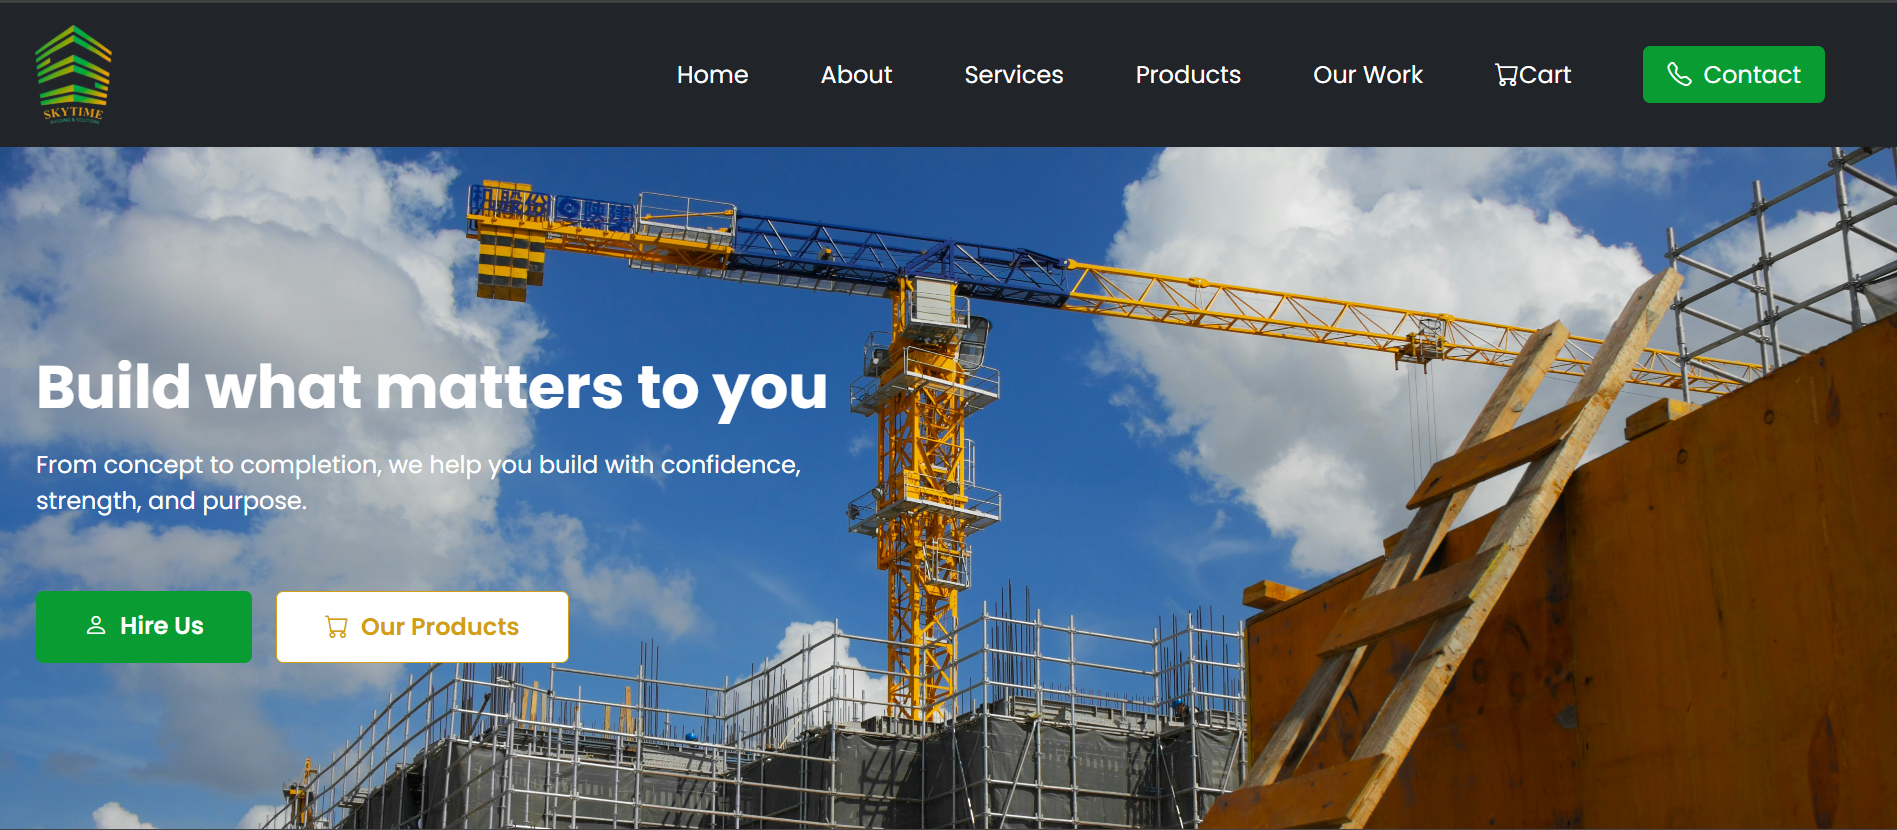 SKYTIME
Home
About
Services
Products
Our Work
Cart
Contact
Build what matters to you
From concept to completion, we help you build with confidence,
strength, and purpose.
Hire Us
Our Products